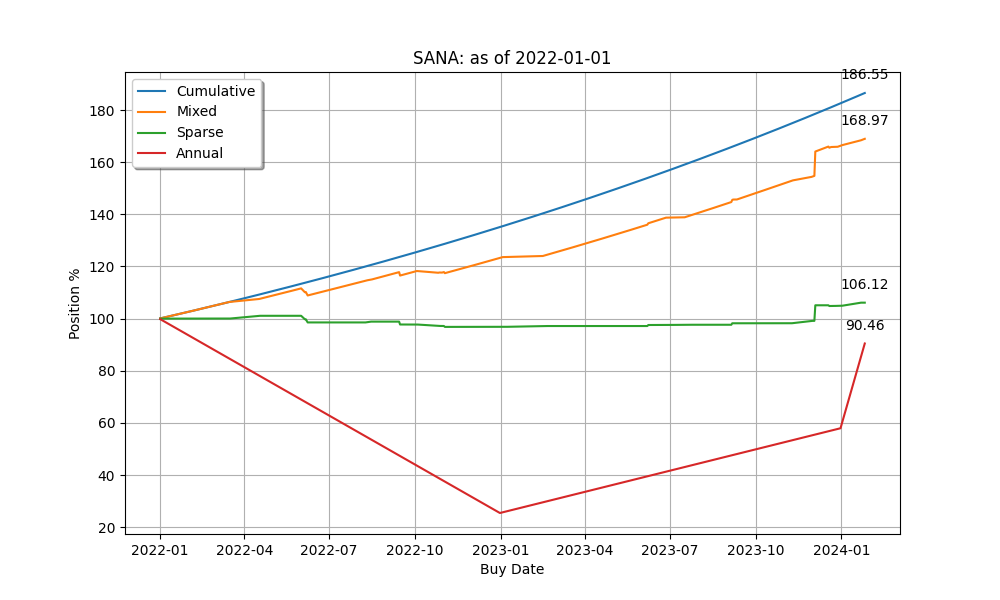 SANA: as of 2022-01-01
186.55
Cumulative
Mixed
Sparse
Annual
168.97
106.12
90.46
180
160
140
120
100
80
60
40
20
Position %
2022-01 2022-04 2022-07 2022-10 2023-01 2023-04 2023-07 2023-10 2024-01
Buy Date